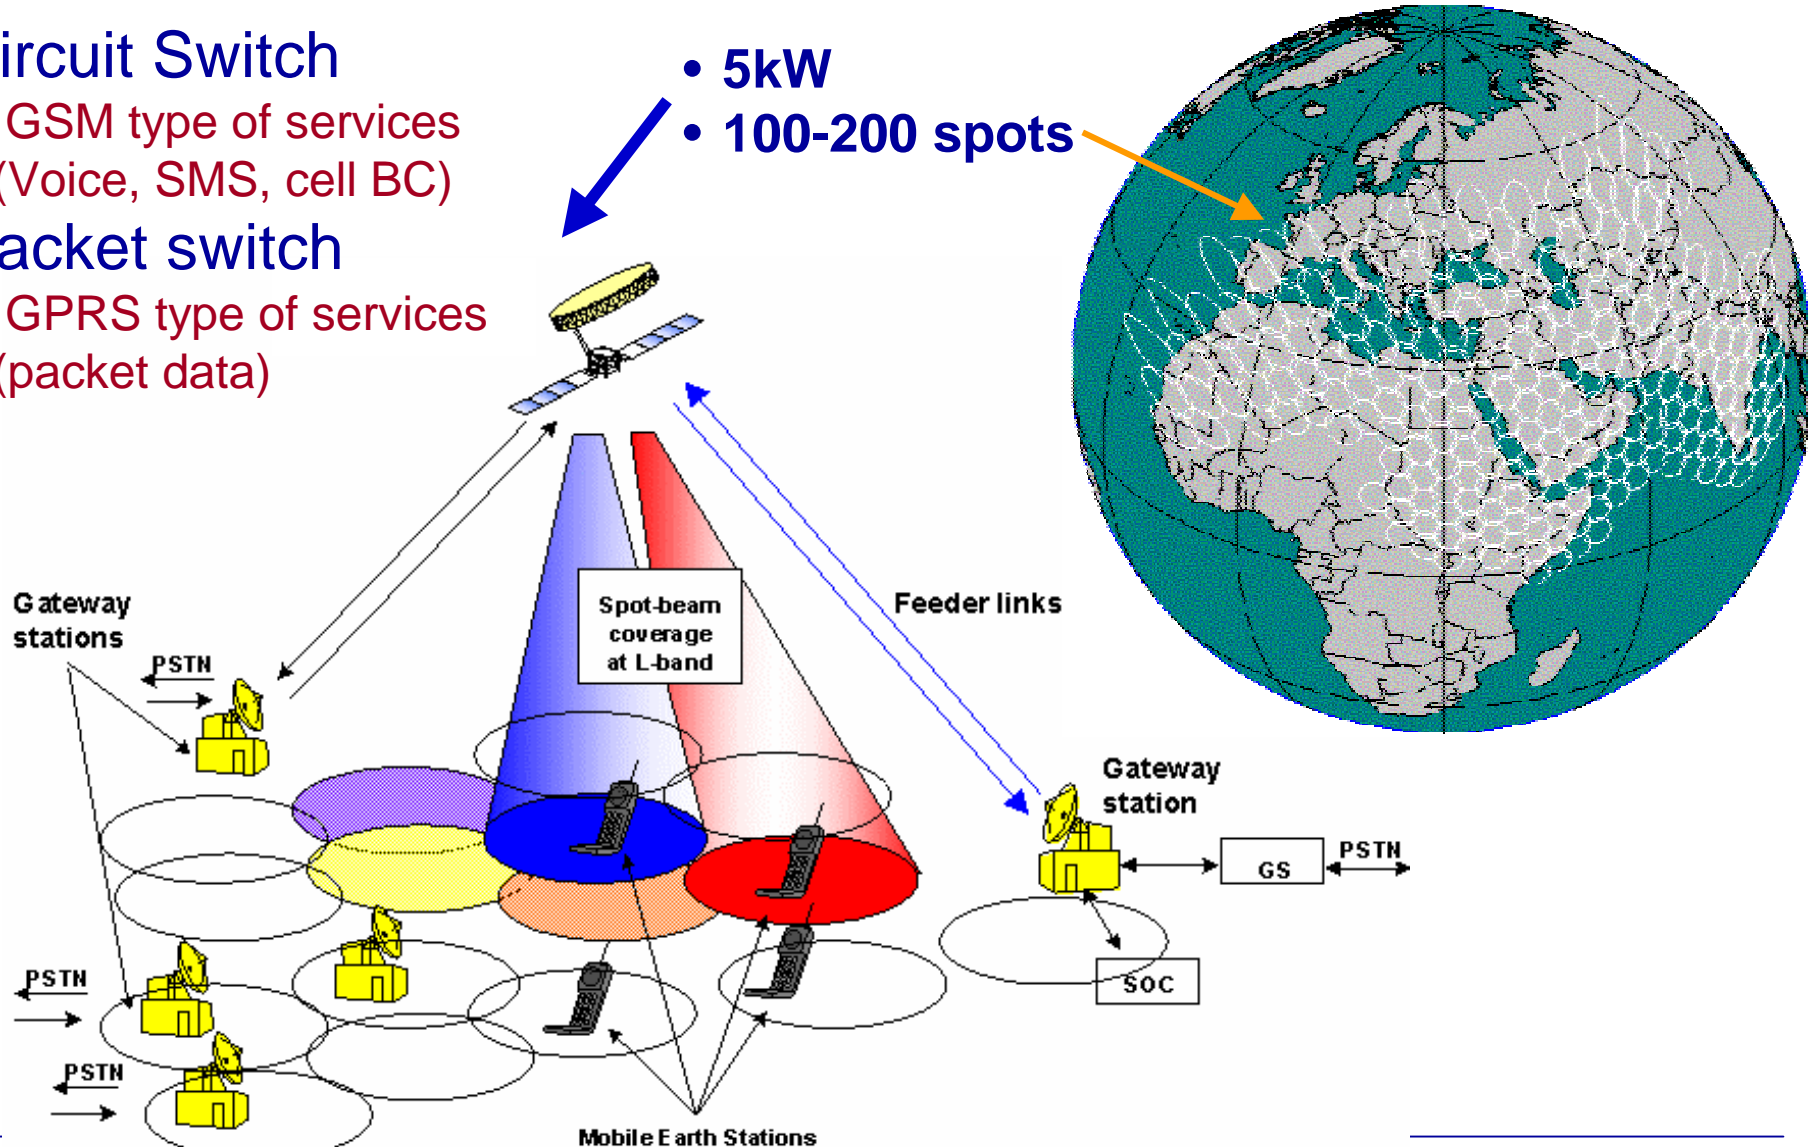 ircuit Switch
GSM type of services
(Voice, SMS, cell BC)
acket switch
GPRS type of services
(packet data)
• 5kW
• 100-200 spots
Spot-beam
coverage
at L-band
Feeder links
Gateway
stations
PSTN
Gateway
station
GS
PSTN
SOC
PSTN
PSTN
Mobile Earth Stations